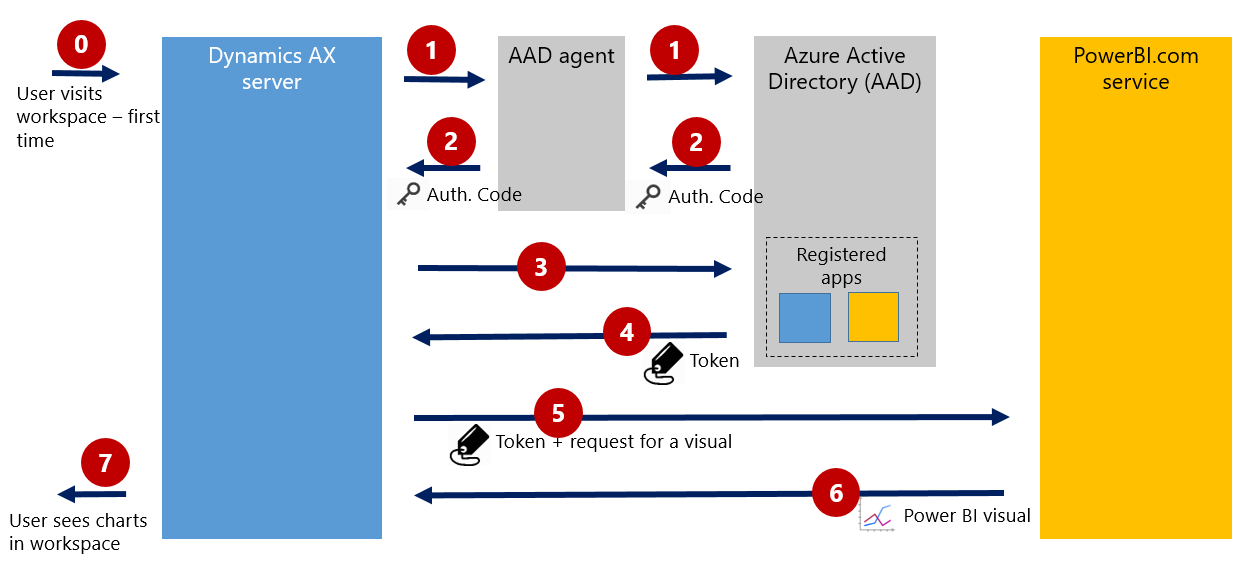 0
User visits
workspace – first
time
Dynamics AX
server
1
AAD agent
1
Azure Active
Directory (AAD)
PowerBI.com
service
2
Auth. Code
2
Auth. Code
3
Registered
apps
4
Token
5
Token + request for a visual
6
Power BI visual
7
User sees charts
in workspace